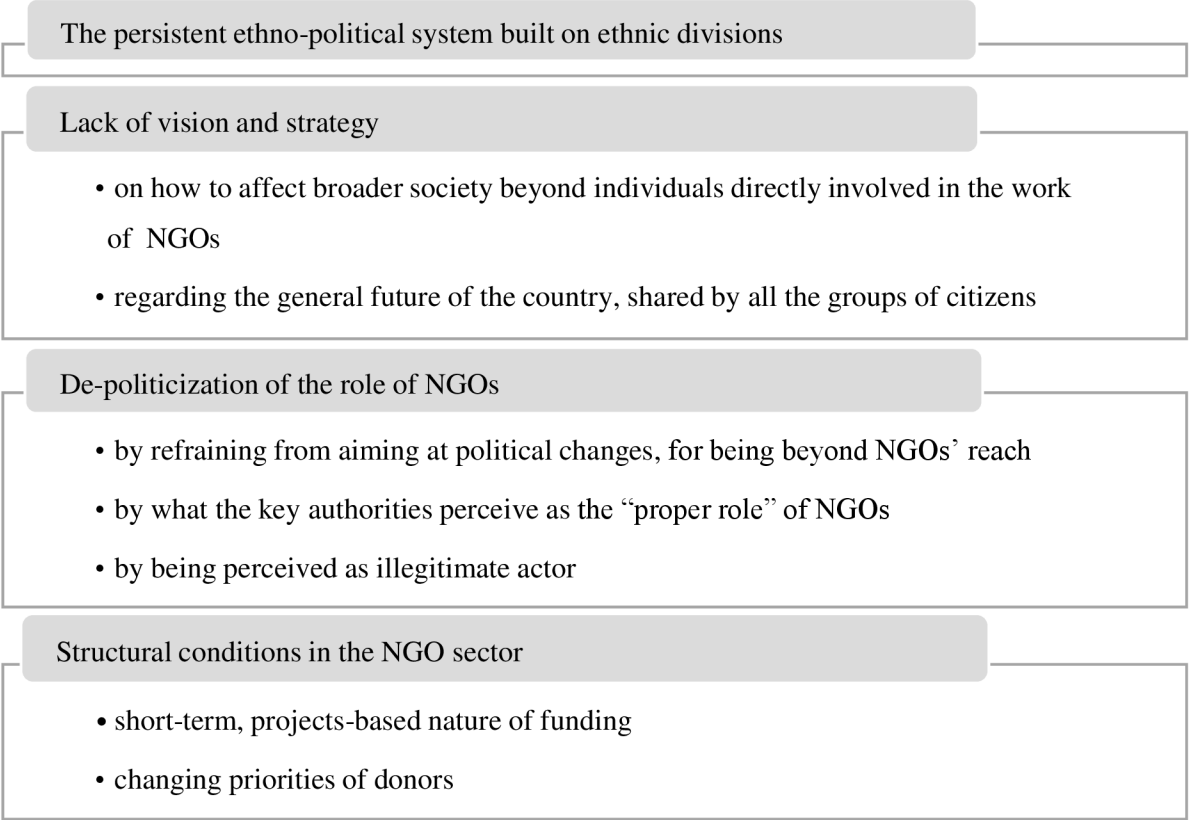 The persistent ethno-political system built on ethnic divisions
Lack of vision and strategy
• on how to affect broader society beyond individuals directly involved in the work
of NGOs
• regarding the general future of the country, shared by all the groups of citizens
De-politicization of the role of NGOs
• by refraining from aiming at political changes, for being beyond NGOs’ reach
• by what the key authorities perceive as the “proper role” of NGOs
• by being perceived as illegitimate actor
Structural conditions in the NGO sector
• short-term, projects-based nature of funding
• changing priorities of donors